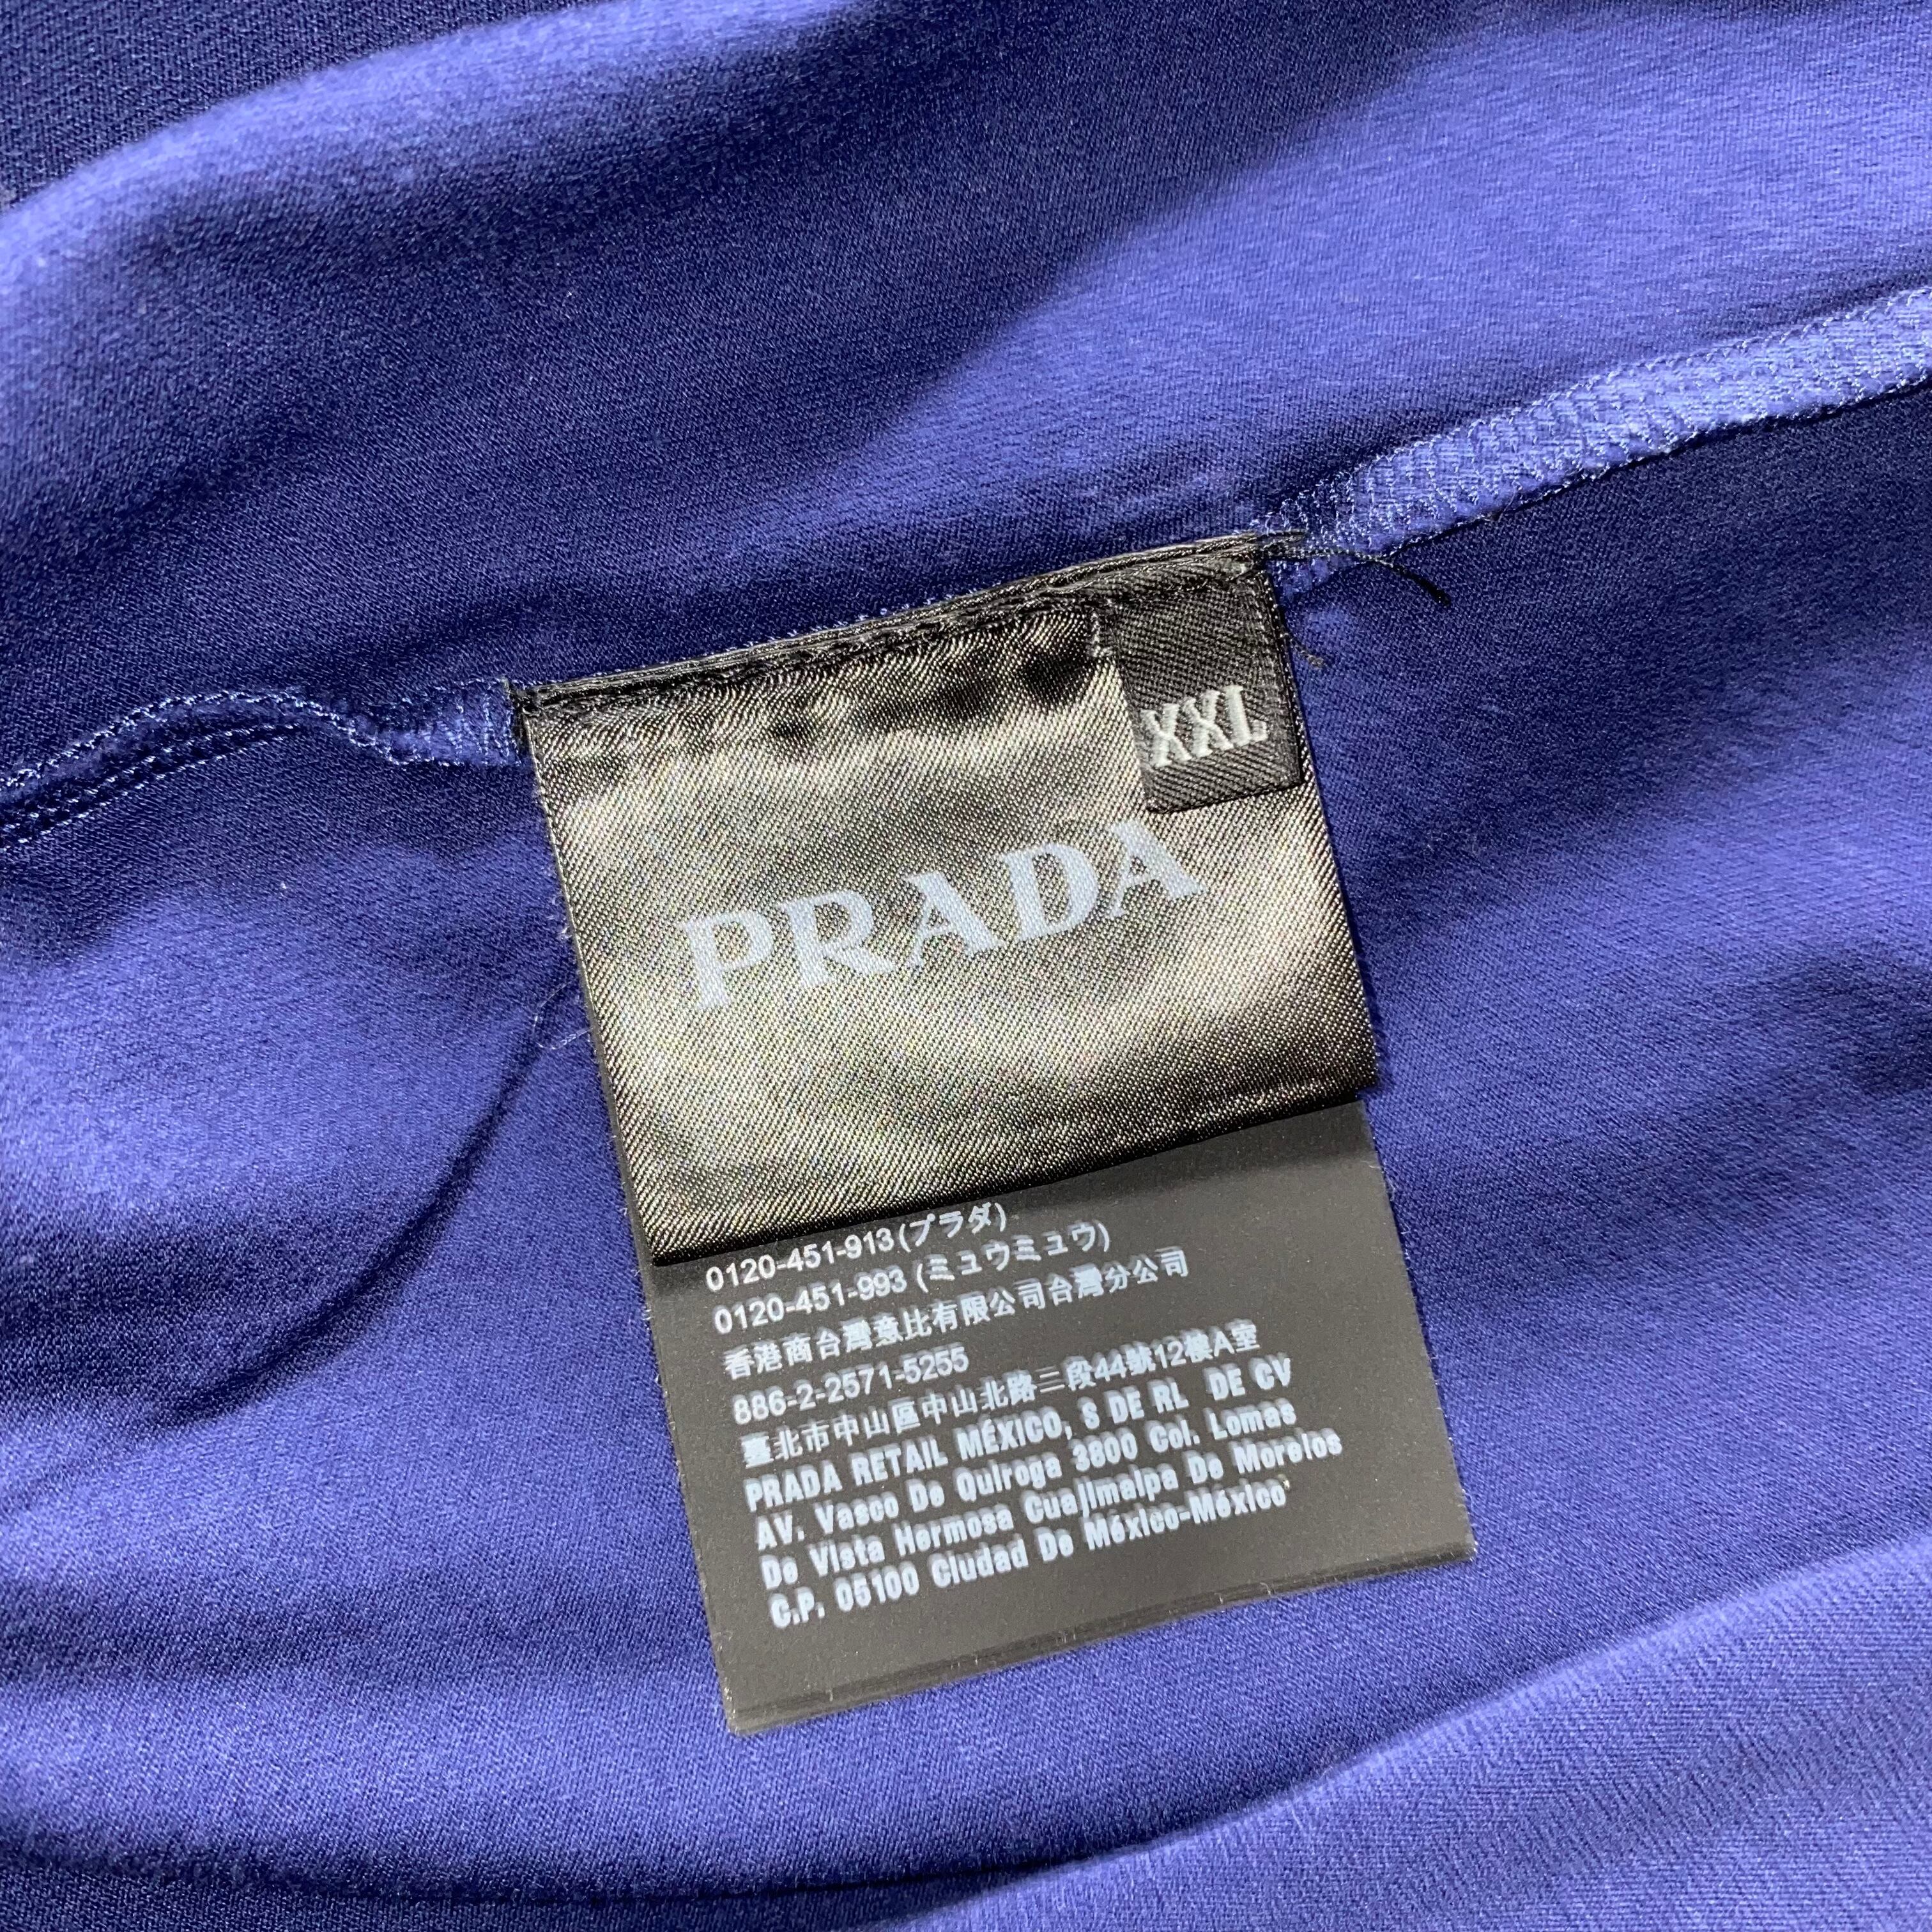 XXL
PRADA
0120-451-913(プラダ)
0120-451-993 (ミュウミュウ)
香港商台灣意比有限公司台灣分公司
886-2-2571-5255
臺北市中山區中山北路二段44號12樓A室
PRADA RETAIL MÉXICO, S DE RL DE CV
AV. Vasco De Quiroga 3800 Col. Lomas
De Vista Hermosa Cuajimalpa De Morelos
C.P. 05100 Ciudad De México-México